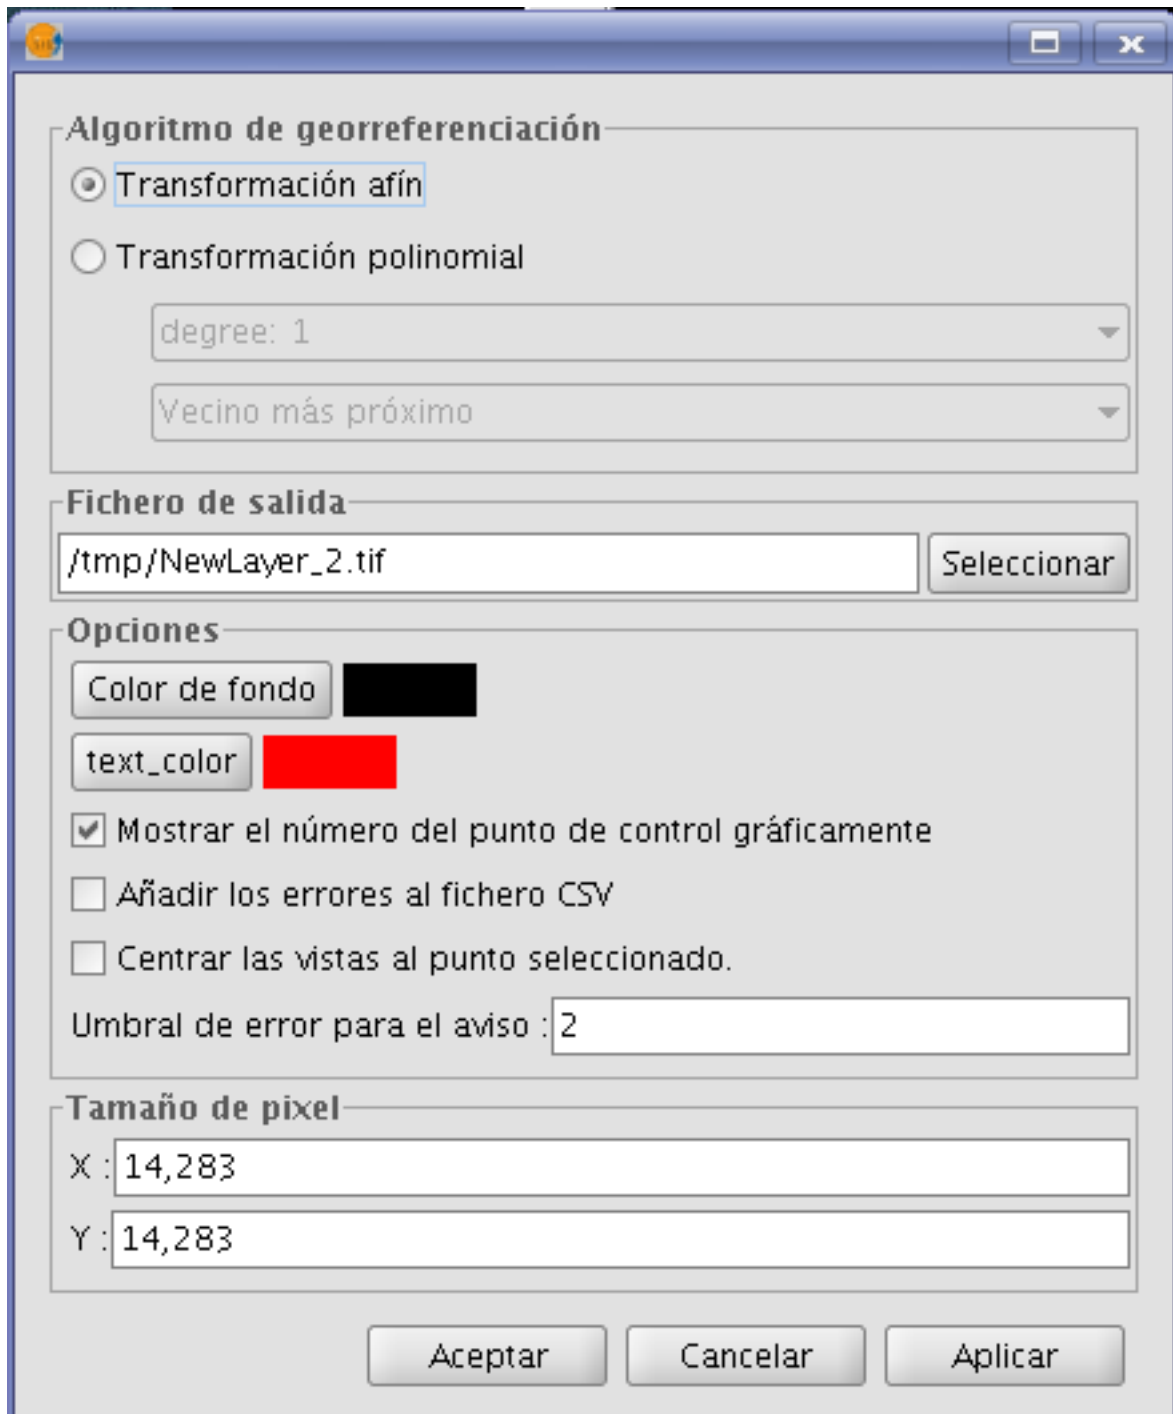 Algoritmo de georreferenciación
Transformación afín
Transformación polinomial
degree: 1
Vecino más próximo
Fichero de salida
/tmp/NewLayer_2.tif Seleccionar
Opciones
Color de fondo
text_color
Mostrar el número del punto de control gráficamente
Añadir los errores al fichero CSV
Centrar las vistas al punto seleccionado.
Umbral de error para el aviso : 2
Tamaño de pixel
X : 14,283
Y : 14,283
Aceptar Cancelar Aplicar